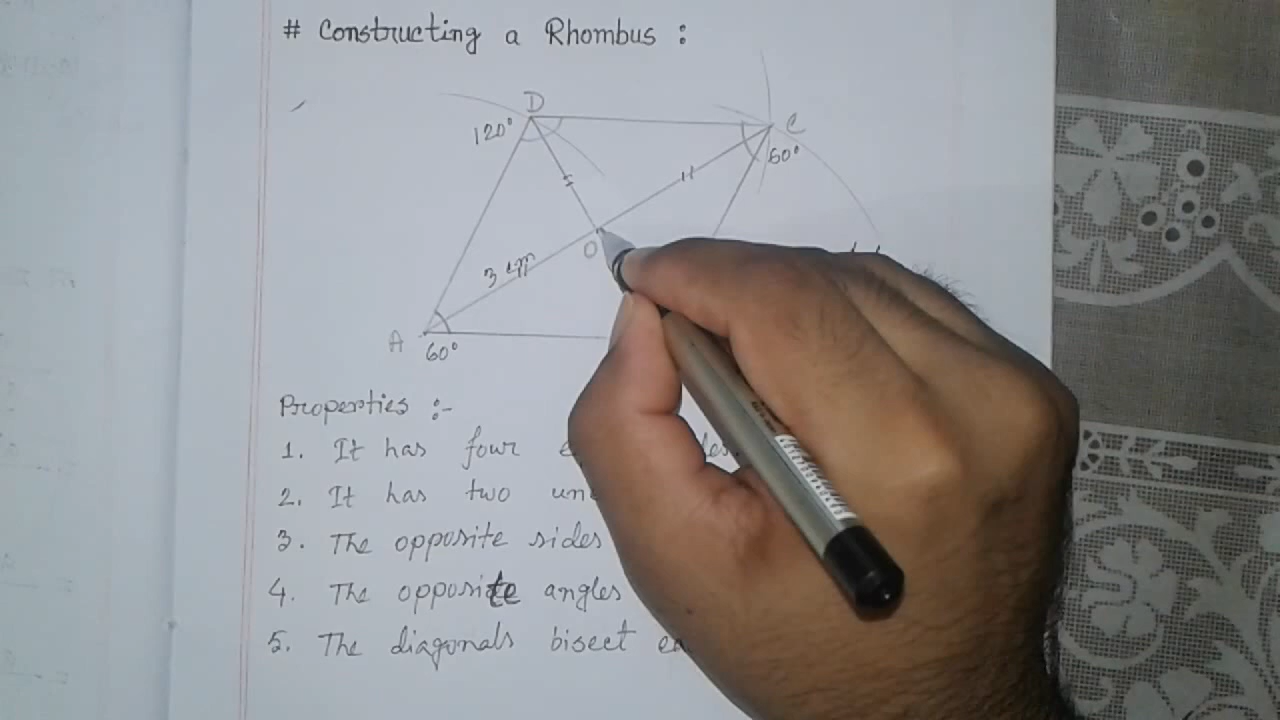 # Constructing a Rhombus :
D
120°
C
60°
O
3 cm
A
60°
Properties :-
1. It has four
2. It has two
3. The opposite sides
4. The opposite angles
5. The diagonals bisect